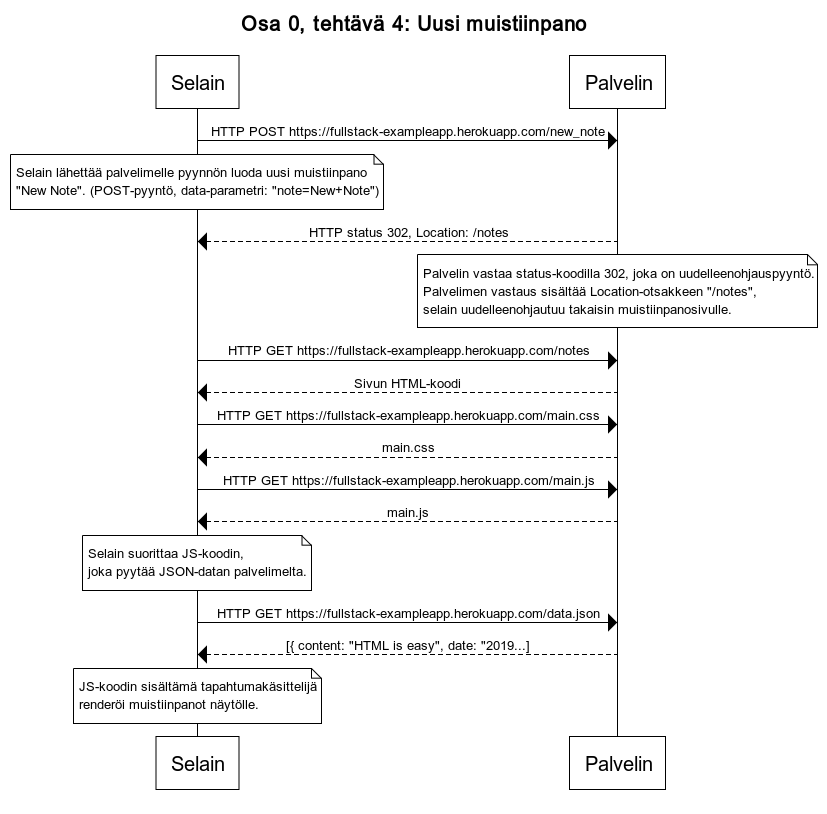 Osa 0, tehtävä 4: Uusi muistiinpano
Selain
Palvelin
HTTP POST https://fullstack-exampleapp.herokuapp.com/new_note
Selain lähettää palvelimelle pyynnön luoda uusi muistiinpano
"New Note". (POST-pyyntö, data-parametri: "note=New+Note")
HTTP status 302, Location: /notes
Palvelin vastaa status-koodilla 302, joka on uudelleenohjauspyyntö.
Palvelimen vastaus sisältää Location-otsakkeen "/notes",
selain uudelleenohjautuu takaisin muistiinpanosivulle.
HTTP GET https://fullstack-exampleapp.herokuapp.com/notes
Sivun HTML-koodi
HTTP GET https://fullstack-exampleapp.herokuapp.com/main.css
main.css
HTTP GET https://fullstack-exampleapp.herokuapp.com/main.js
main.js
Selain suorittaa JS-koodin,
joka pyytää JSON-datan palvelimelta.
HTTP GET https://fullstack-exampleapp.herokuapp.com/data.json
[{ content: "HTML is easy", date: "2019...]
JS-koodin sisältämä tapahtumakäsittelijä
renderöi muistiinpanot näytölle.
Selain
Palvelin